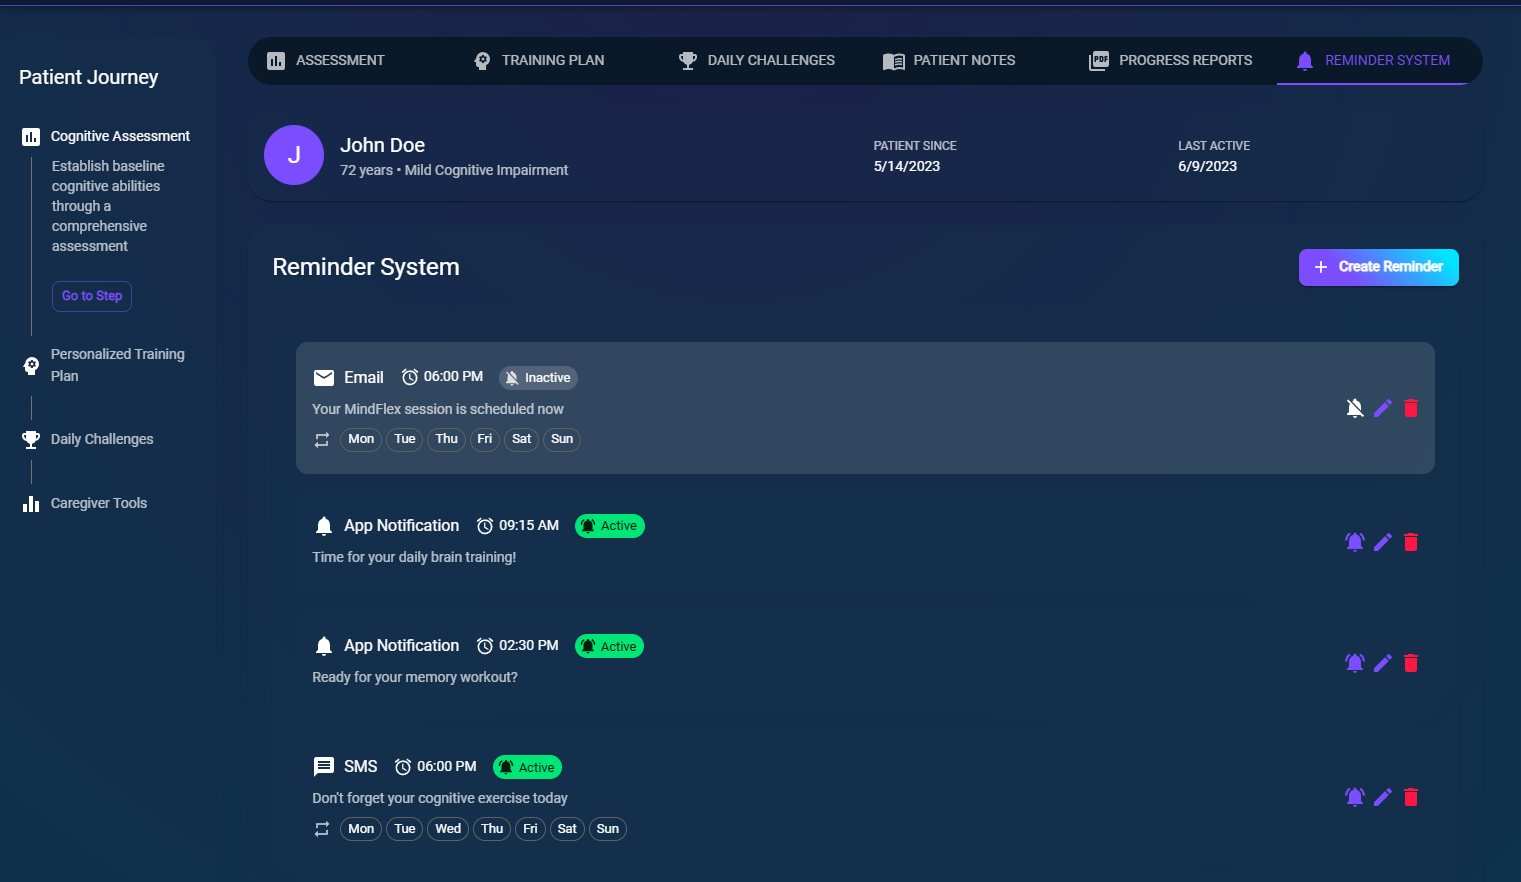 Patient Journey
Cognitive Assessment
Establish baseline
cognitive abilities
through a
comprehensive
assessment
Go to Step
Personalized Training
Plan
Daily Challenges
Caregiver Tools
ASSESSMENT TRAINING PLAN DAILY CHALLENGES PATIENT NOTES PDF PROGRESS REPORTS REMINDER SYSTEM
J
John Doe
72 years • Mild Cognitive Impairment
PATIENT SINCE
5/14/2023
LAST ACTIVE
6/9/2023
Reminder System
+ Create Reminder
Email 06:00 PM Inactive
Your MindFlex session is scheduled now
Mon Tue Thu Fri Sat Sun
App Notification 09:15 AM Active
Time for your daily brain training!
App Notification 02:30 PM Active
Ready for your memory workout?
SMS 06:00 PM Active
Don't forget your cognitive exercise today
Mon Tue Wed Thu Fri Sat Sun